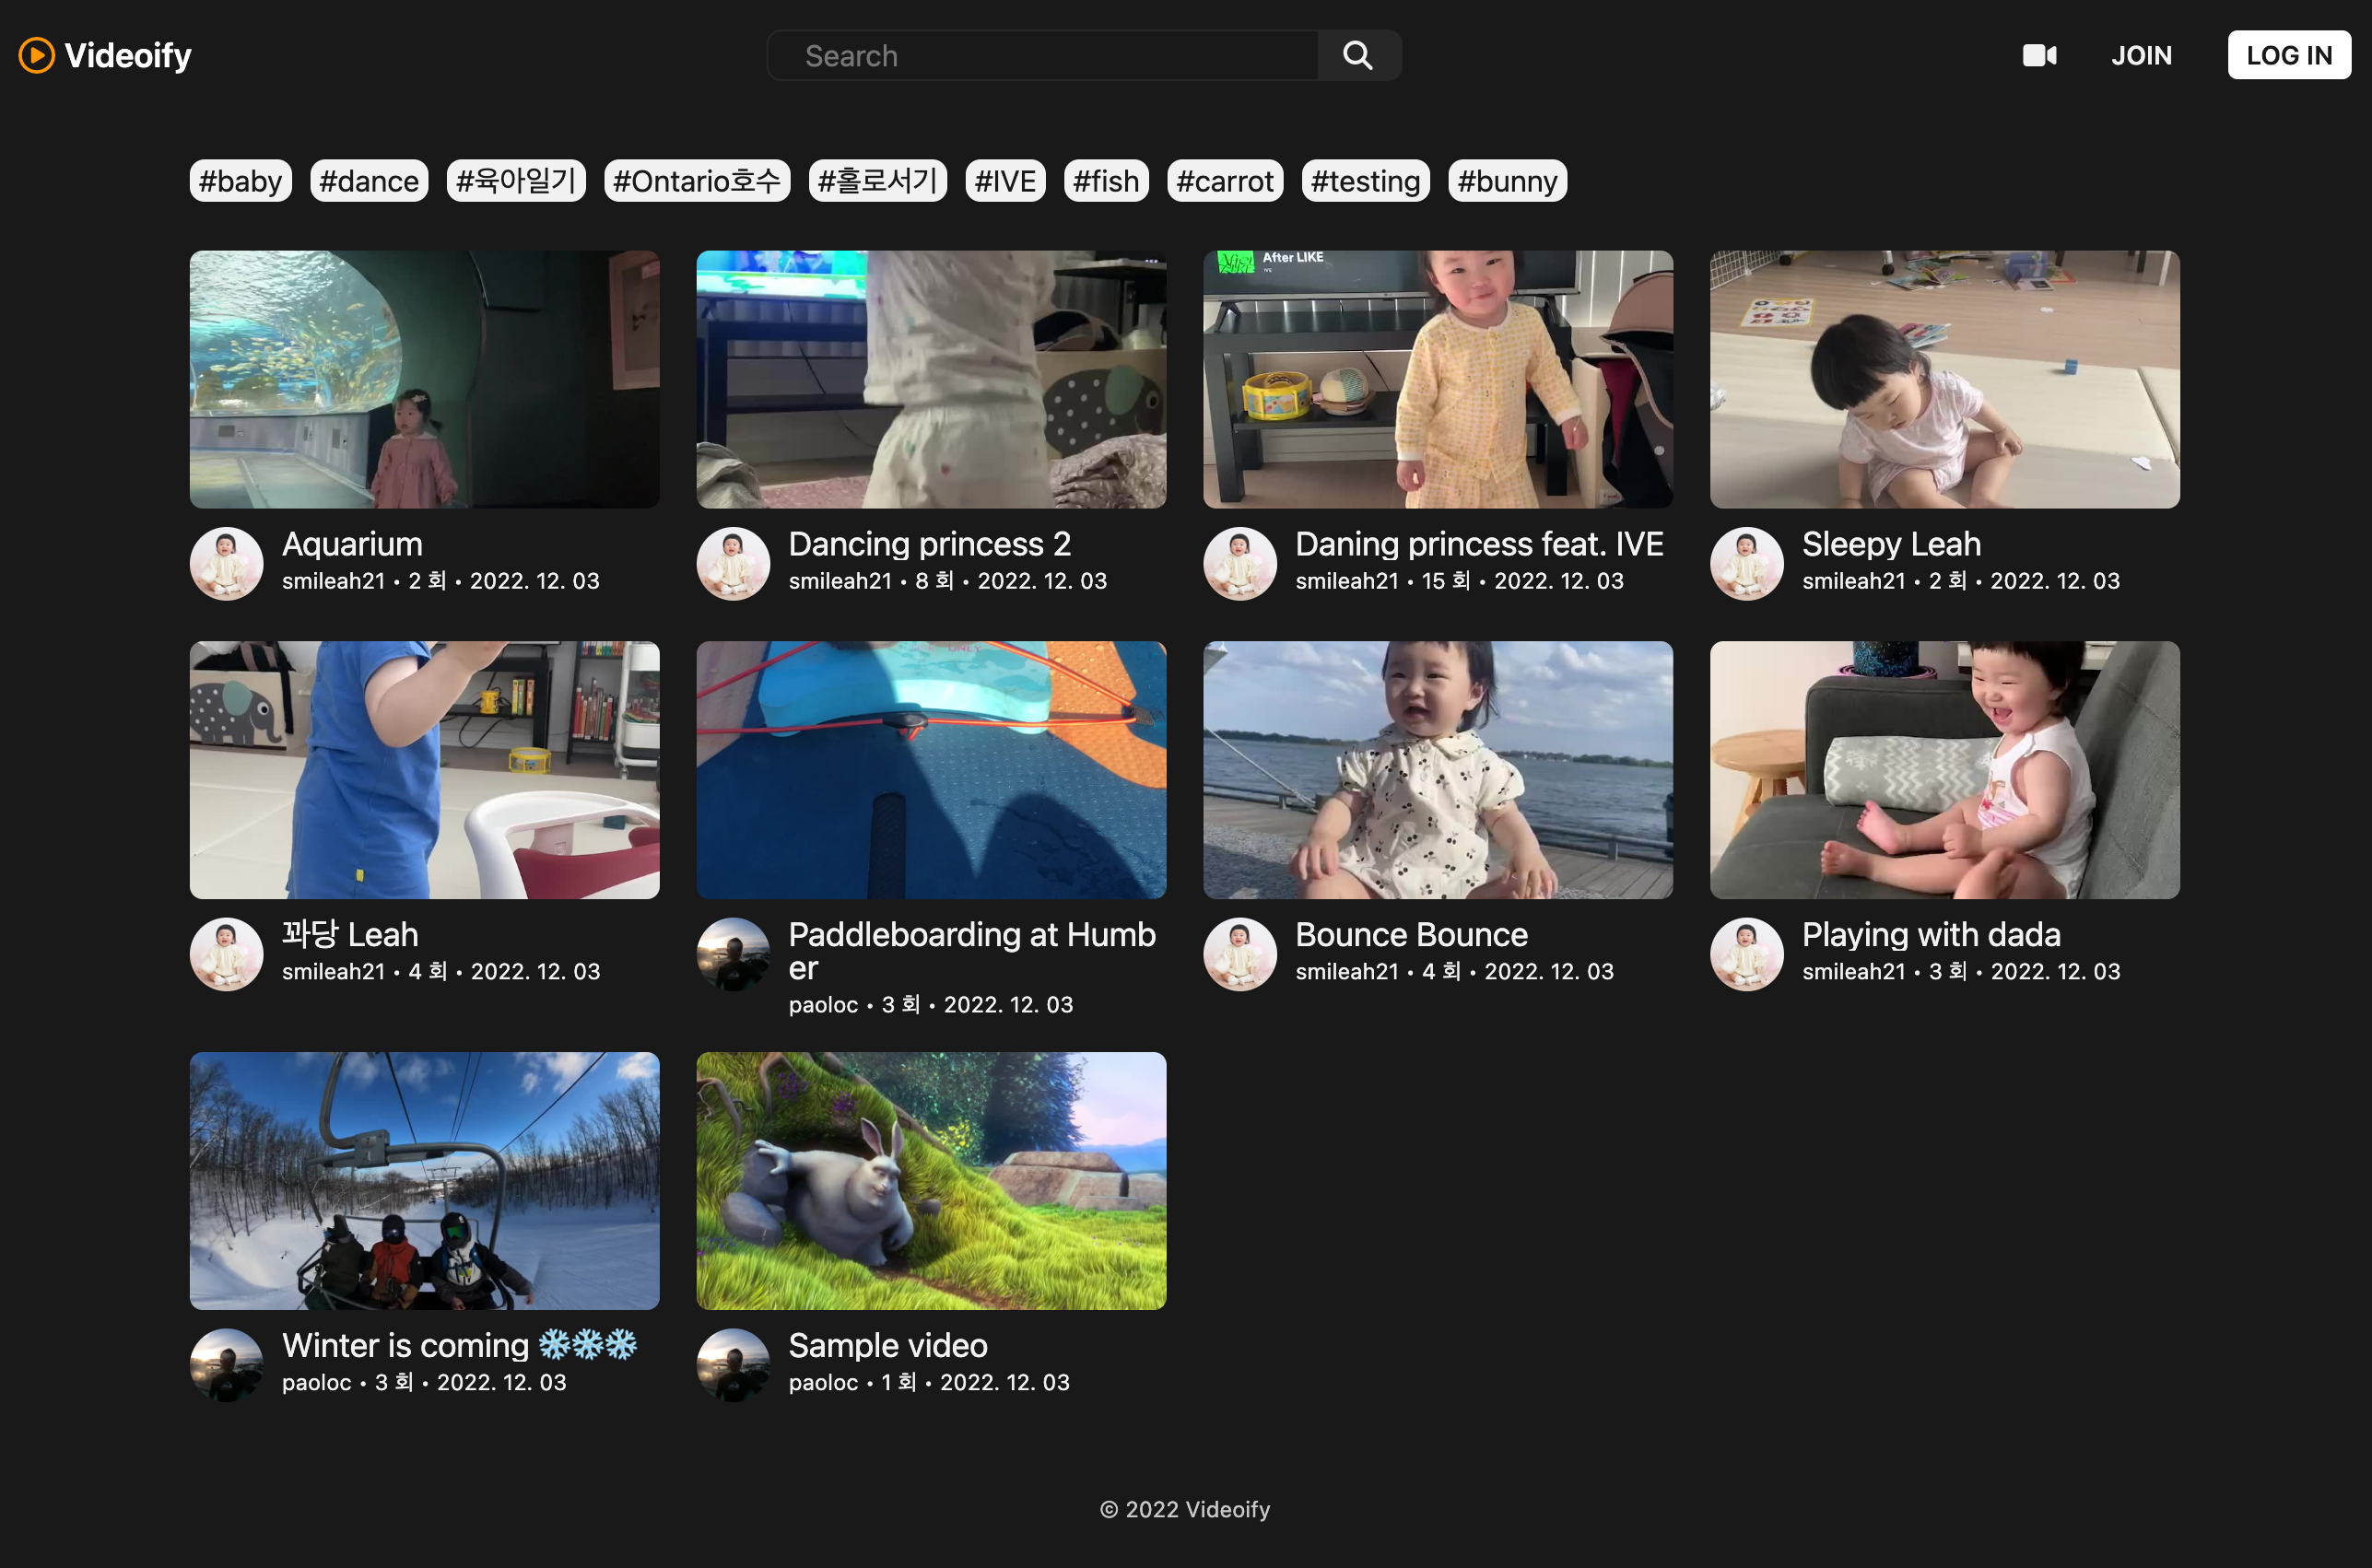 Videoify
Search
JOIN
LOG IN
#baby
#dance
#육아일기
#Ontario호수
#홀로서기
#IVE
#fish
#carrot
#testing
#bunny
After LIKE
IVE
Aquarium
smileah21 • 2 회 • 2022. 12. 03
Dancing princess 2
smileah21 • 8 회 • 2022. 12. 03
Daning princess feat. IVE
smileah21 • 15 회 • 2022. 12. 03
Sleepy Leah
smileah21 • 2 회 • 2022. 12. 03
ONLY
꽈당 Leah
smileah21 • 4 회 • 2022. 12. 03
Paddleboarding at Humb
er
paoloc • 3 회 • 2022. 12. 03
Bounce Bounce
smileah21 • 4 회 • 2022. 12. 03
Playing with dada
smileah21 • 3 회 • 2022. 12. 03
Winter is coming ❄️❄️❄️
paoloc • 3 회 • 2022. 12. 03
Sample video
paoloc • 1 회 • 2022. 12. 03
© 2022 Videoify